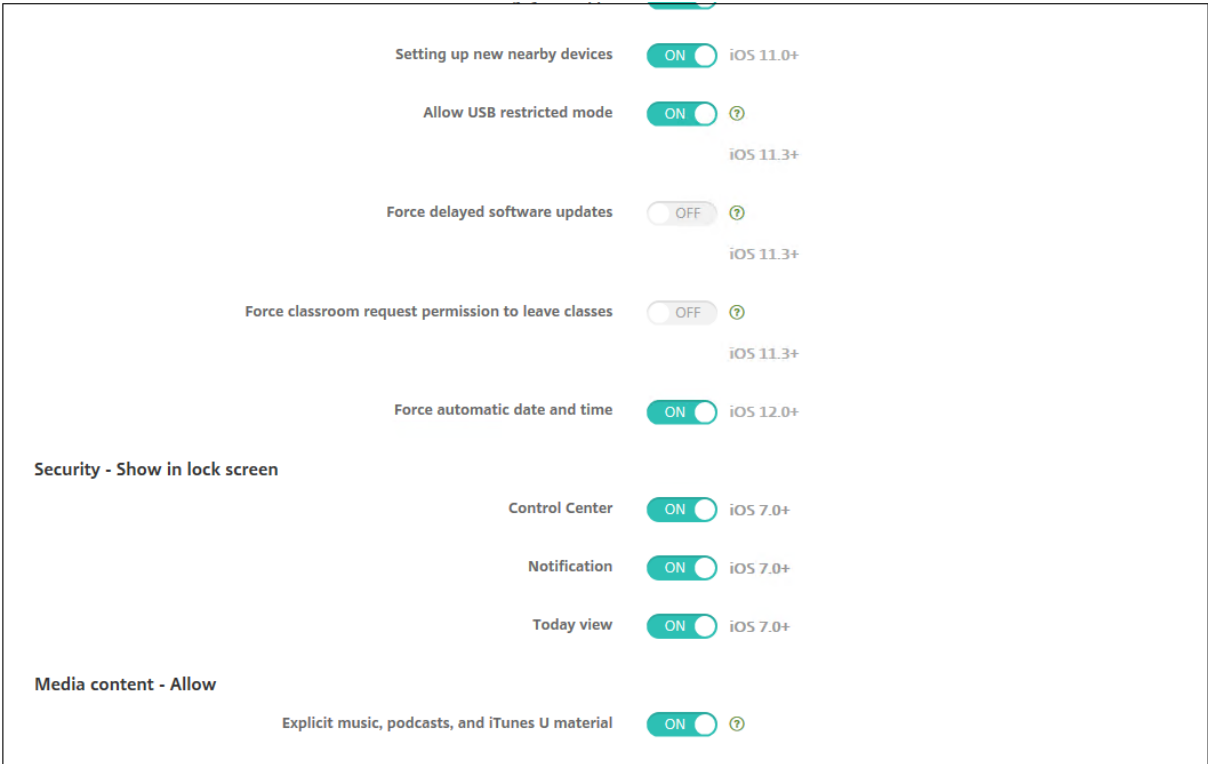 Setting up new nearby devices ON iOS 11.0+
Allow USB restricted mode ON ?
iOS 11.3+
Force delayed software updates OFF ?
iOS 11.3+
Force classroom request permission to leave classes OFF ?
iOS 11.3+
Force automatic date and time ON iOS 12.0+
Security - Show in lock screen
Control Center ON iOS 7.0+
Notification ON iOS 7.0+
Today view ON iOS 7.0+
Media content - Allow
Explicit music, podcasts, and iTunes U material ON ?